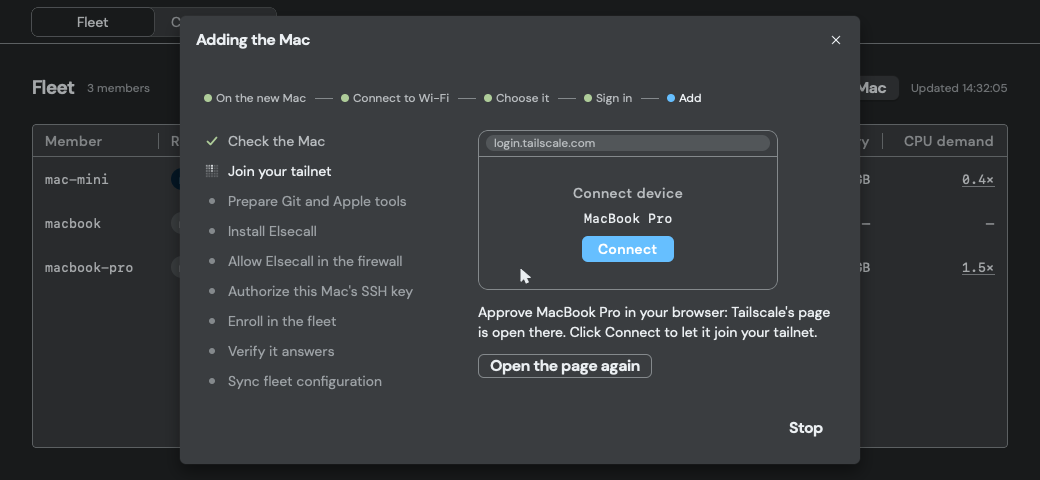 Fleet
Adding the Mac
Fleet
3 members
Mac
Updated 14:32:05
On the new Mac
Connect to Wi-Fi
Choose it
Sign in
Add
Member
CPU demand
Check the Mac
login.tailscale.com
Join your tailnet
mac-mini
0.4×
Connect device
Prepare Git and Apple tools
MacBook Pro
macbook
–
–
Install Elsecall
Connect
Allow Elsecall in the firewall
macbook-pro
1.5×
Authorize this Mac's SSH key
Approve MacBook Pro in your browser: Tailscale's page
is open there. Click Connect to let it join your tailnet.
Enroll in the fleet
Verify it answers
Open the page again
Sync fleet configuration
Stop